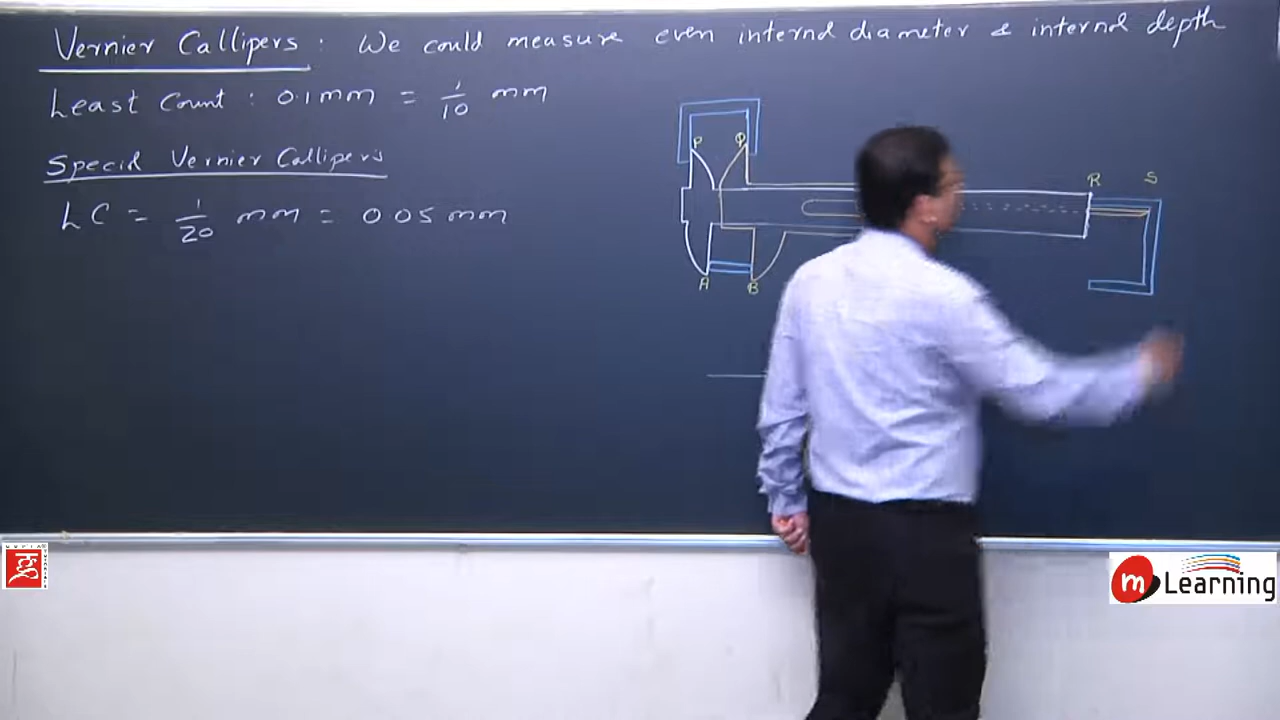 Vernier Callipers : We could measure even internal diameter & internal depth
Least Count : 0.1mm = 1/10 mm
Special Vernier Callipers
LC = 1/20 mm = 0.05 mm
P Q
R S
A B
m Learning